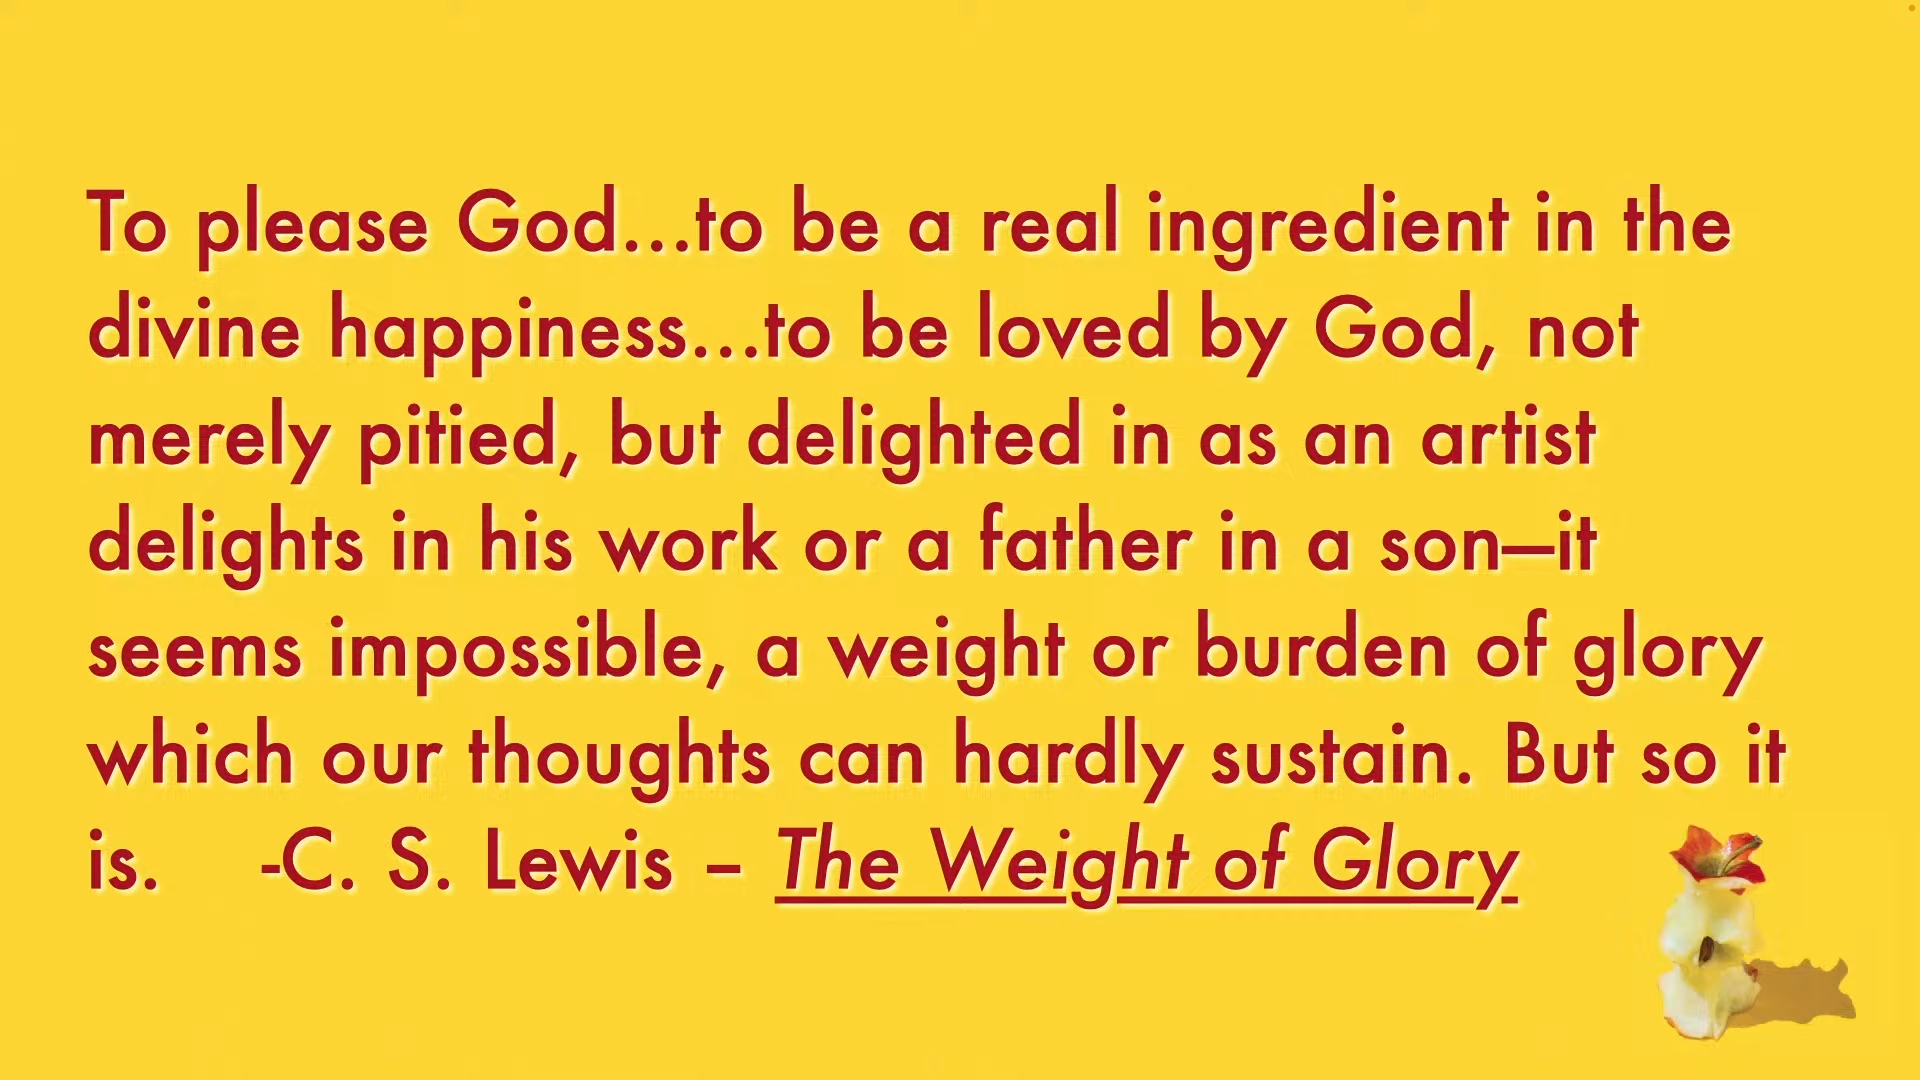 To please God...to be a real ingredient in the
divine happiness...to be loved by God, not
merely pitied, but delighted in as an artist
delights in his work or a father in a son—it
seems impossible, a weight or burden of glory
which our thoughts can hardly sustain. But so it
is. -C. S. Lewis – The Weight of Glory